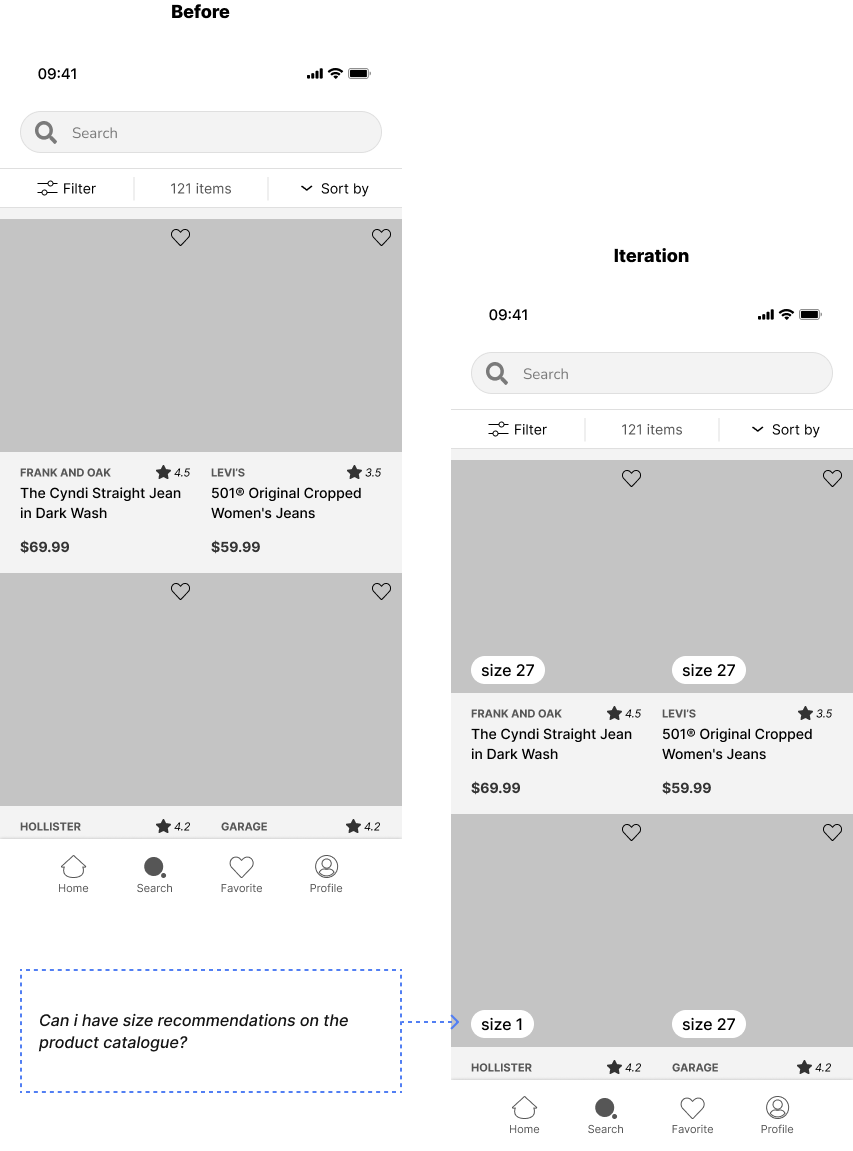 Before
09:41
Search
Filter
121 items
Sort by
FRANK AND OAK
4.5
The Cyndi Straight Jean
in Dark Wash
$69.99
LEVI'S
3.5
501® Original Cropped
Women's Jeans
$59.99
HOLLISTER
4.2
GARAGE
4.2
Home
Search
Favorite
Profile
Can i have size recommendations on the
product catalogue?
Iteration
09:41
Search
Filter
121 items
Sort by
size 27
size 27
FRANK AND OAK
4.5
The Cyndi Straight Jean
in Dark Wash
$69.99
LEVI'S
3.5
501® Original Cropped
Women's Jeans
$59.99
size 1
size 27
HOLLISTER
4.2
GARAGE
4.2
Home
Search
Favorite
Profile